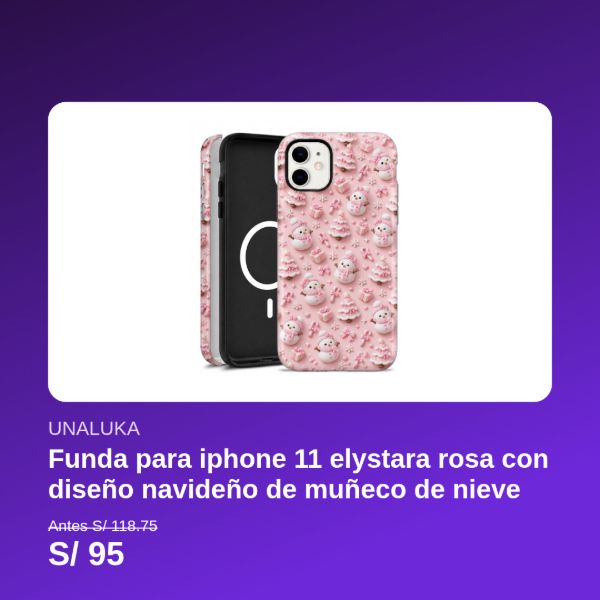 UNALUKA
Funda para iphone 11 elystara rosa con
diseño navideño de muñeco de nieve
Antes S/ 118.75
S/ 95